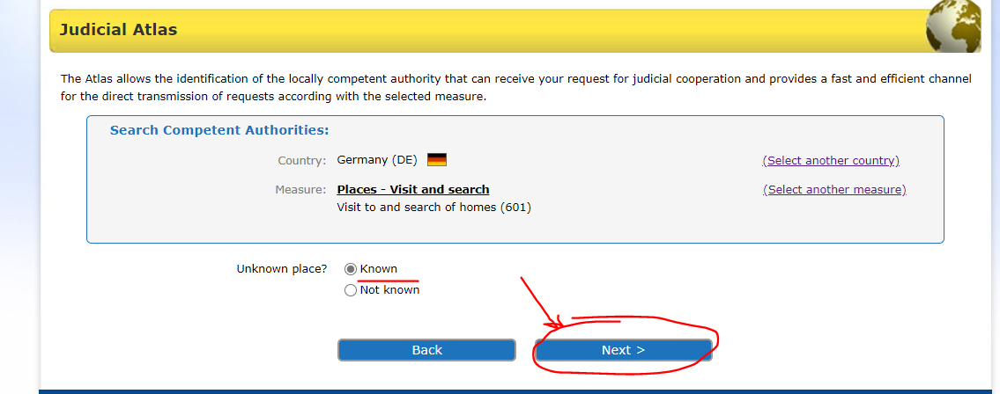 Judicial Atlas
The Atlas allows the identification of the locally competent authority that can receive your request for judicial cooperation and provides a fast and efficient channel
for the direct transmission of requests according with the selected measure.
Search Competent Authorities:
Country: Germany (DE) (Select another country)
Measure: Places - Visit and search (Select another measure)
Visit to and search of homes (601)
Unknown place? Known
Not known
Back Next >